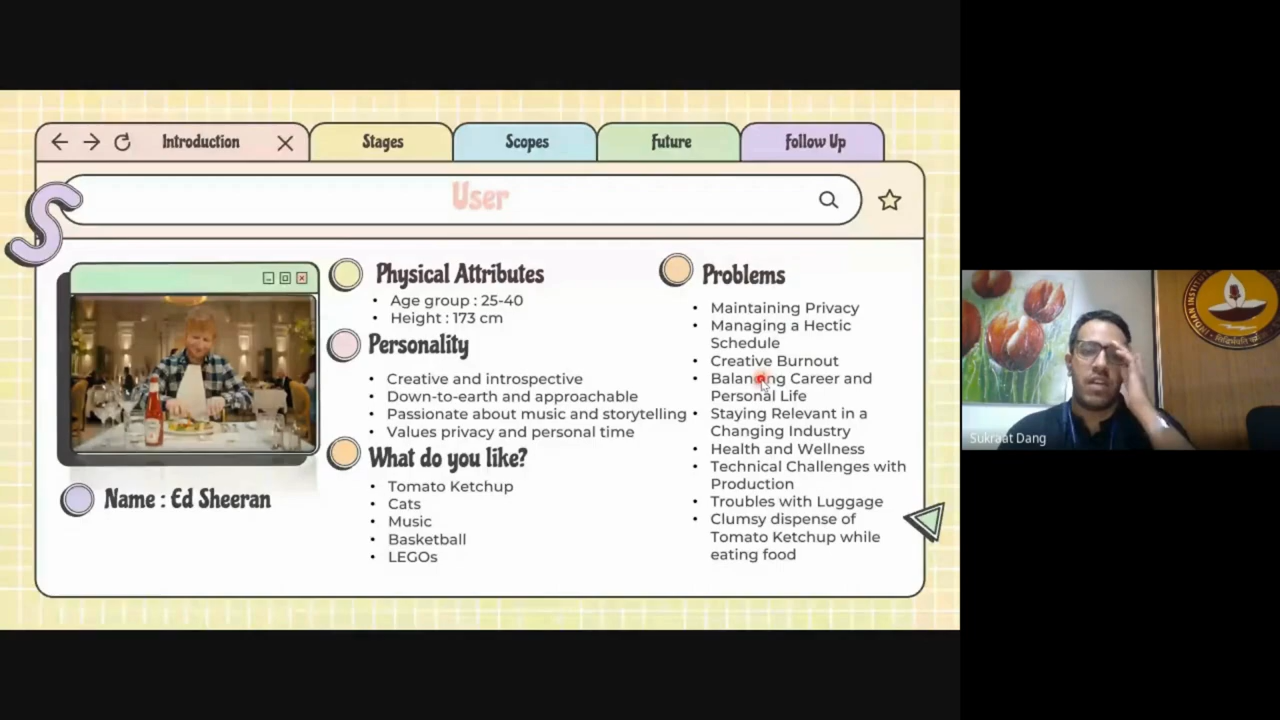 Introduction
Stages
Scopes
Future
Follow Up
S
User
Physical Attributes
Age group : 25-40
Height : 173 cm
Personality
Creative and introspective
Down-to-earth and approachable
Passionate about music and storytelling
Values privacy and personal time
What do you like?
Tomato Ketchup
Cats
Music
Basketball
LEGOs
Name : Ed Sheeran
Problems
Maintaining Privacy
Managing a Hectic
Schedule
Creative Burnout
Balancing Career and
Personal Life
Staying Relevant in a
Changing Industry
Health and Wellness
Technical Challenges with
Production
Troubles with Luggage
Clumsy dispense of
Tomato Ketchup while
eating food
Sukraat Dang
INDIAN